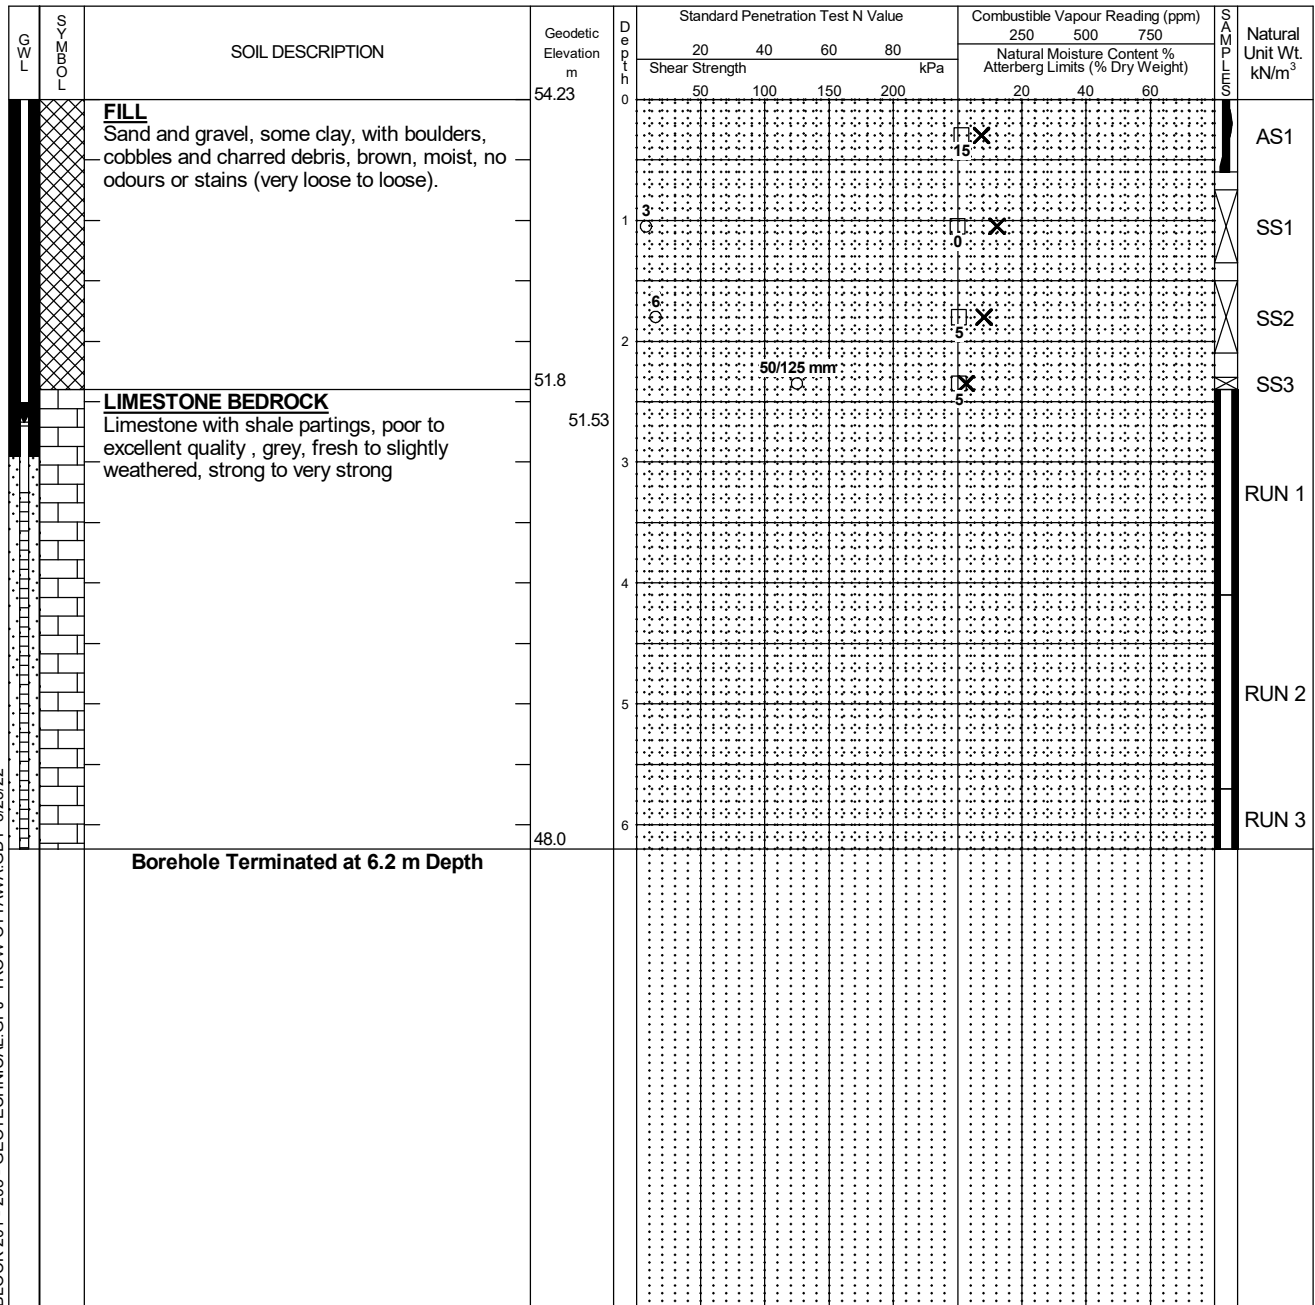 GWL
SYMBOL
SOIL DESCRIPTION
Geodetic
Elevation
m
Depth
Standard Penetration Test N Value
20 40 60 80
Shear Strength kPa
50 100 150 200
Combustible Vapour Reading (ppm)
250 500 750
Natural Moisture Content %
Atterberg Limits (% Dry Weight)
20 40 60
SAMPLES
Natural
Unit Wt.
kN/m³
54.23
0
FILL
Sand and gravel, some clay, with boulders,
cobbles and charred debris, brown, moist, no
odours or stains (very loose to loose).
15
AS1
1
3
0
SS1
6
5
SS2
2
51.8
50/125 mm
5
SS3
LIMESTONE BEDROCK
Limestone with shale partings, poor to
excellent quality , grey, fresh to slightly
weathered, strong to very strong
51.53
3
RUN 1
4
5
RUN 2
6
RUN 3
48.0
Borehole Terminated at 6.2 m Depth